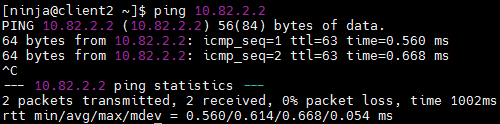 [ninja@client2 ~]$ ping 10.82.2.2
PING 10.82.2.2 (10.82.2.2) 56(84) bytes of data.
64 bytes from 10.82.2.2: icmp_seq=1 ttl=63 time=0.560 ms
64 bytes from 10.82.2.2: icmp_seq=2 ttl=63 time=0.668 ms
^C
--- 10.82.2.2 ping statistics ---
2 packets transmitted, 2 received, 0% packet loss, time 1002ms
rtt min/avg/max/mdev = 0.560/0.614/0.668/0.054 ms